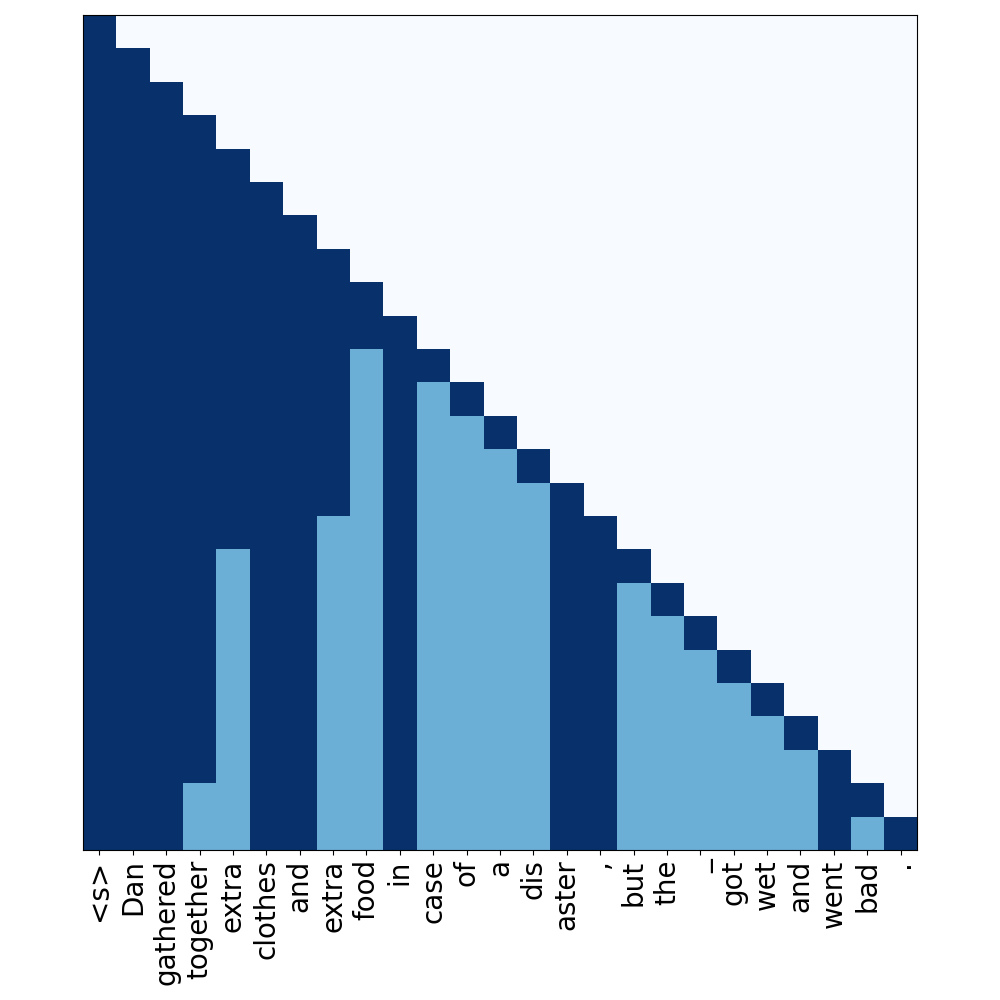 <s>
Dan
gathered
together
extra
clothes
and
extra
food
in
case
of
a
dis
aster
,
but
the
_
got
wet
and
went
bad
.